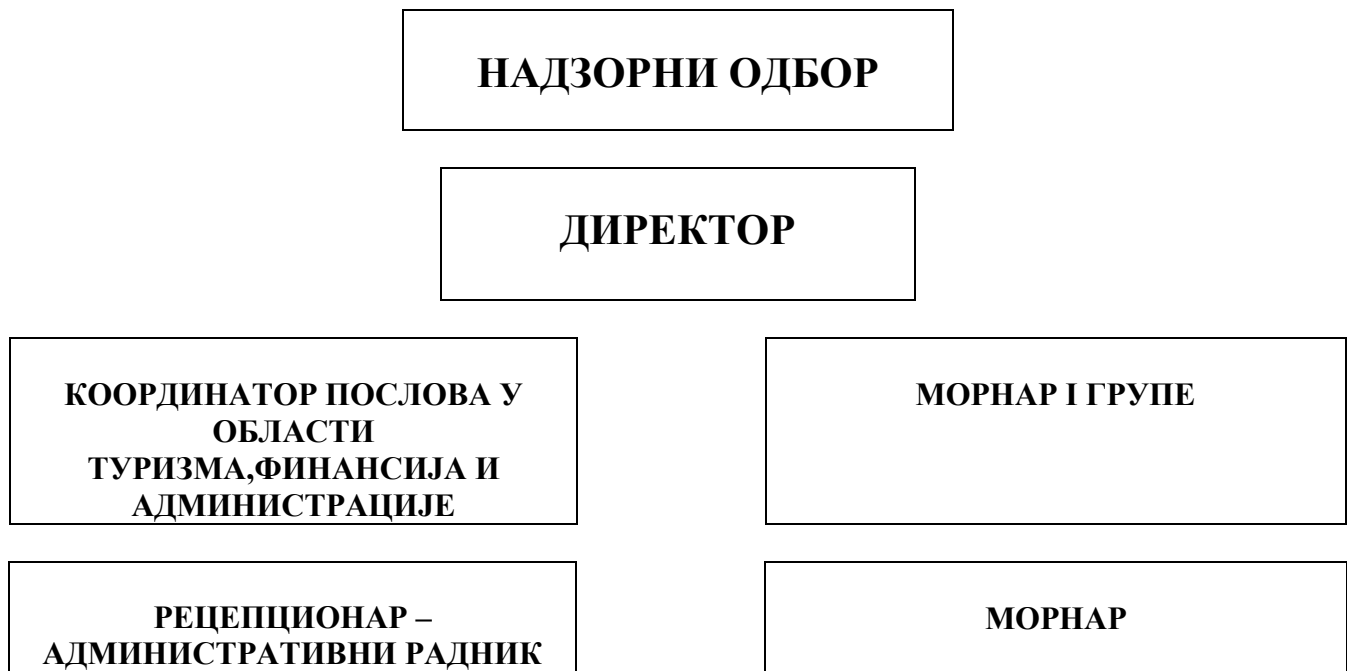 НАДЗОРНИ ОДБОР
ДИРЕКТОР
КООРДИНАТОР ПОСЛОВА У
ОБЛАСТИ
ТУРИЗМА,ФИНАНСИЈА И
АДМИНИСТРАЦИЈЕ
МОРНАР I ГРУПЕ
РЕЦЕПЦИОНАР –
АДМИНИСТРАТИВНИ РАДНИК
МОРНАР